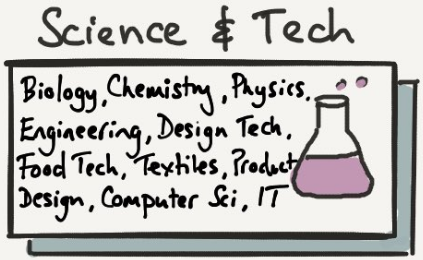 Science & Tech
Biology, Chemistry, Physics,
Engineering, Design Tech,
Food Tech, Textiles, Product
Design, Computer Sci, IT